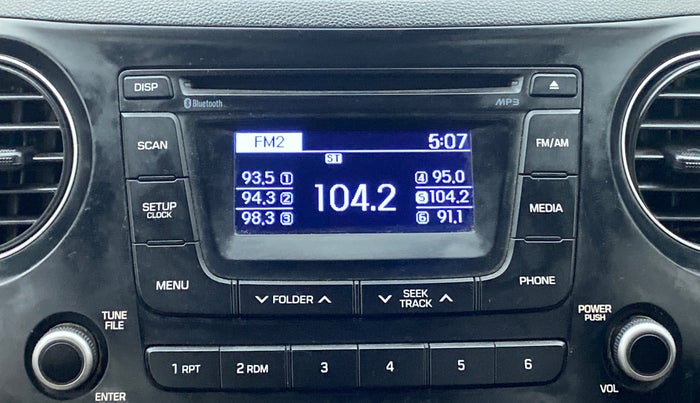 DISP
Bluetooth
MP3
SCAN
FM2
5:07
FM/AM
ST
93.5 1
4 95.0
94.3 2
104.2
5 104.2
98.3 3
6 91.1
SETUP
CLOCK
MEDIA
MENU
FOLDER
SEEK
TRACK
PHONE
TUNE
FILE
POWER
PUSH
1 RPT
2 RDM
3
4
5
6
ENTER
VOL